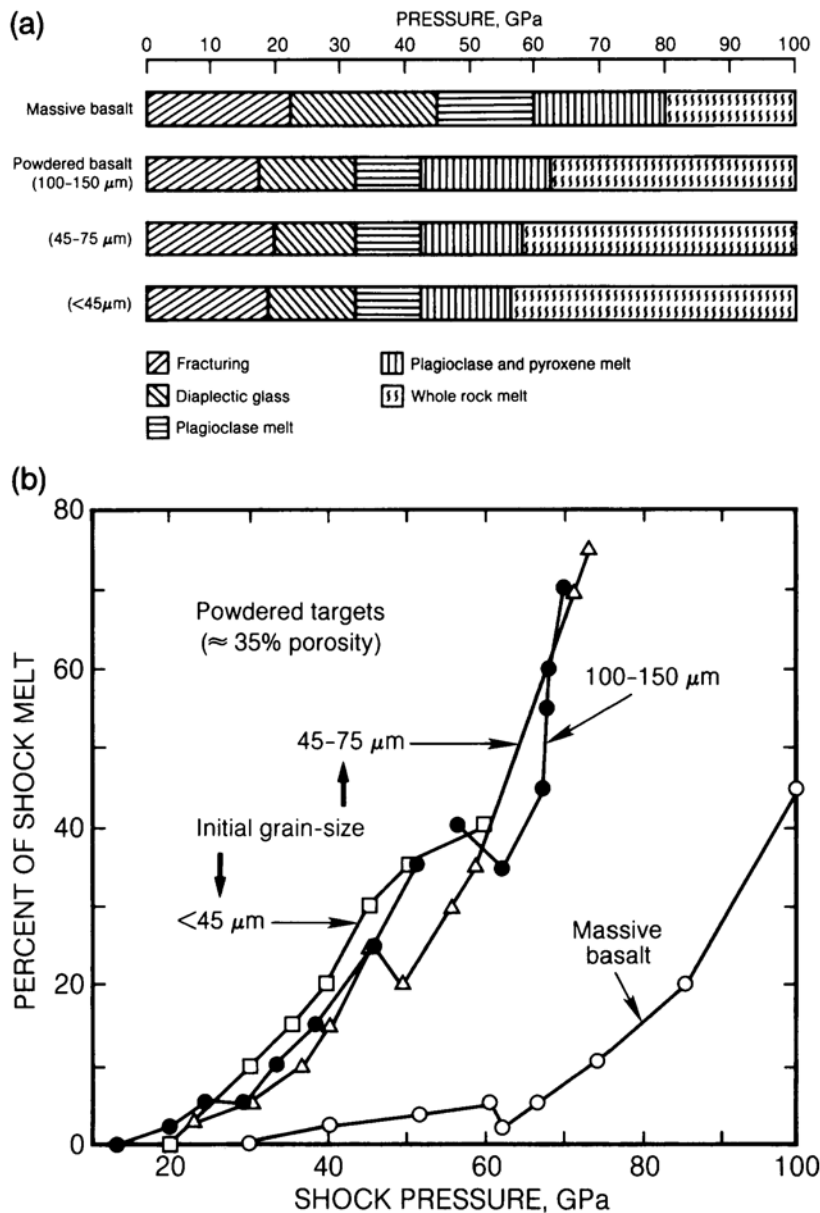 (a)
PRESSURE, GPa
0 10 20 30 40 50 60 70 80 90 100
Massive basalt
Powdered basalt
(100-150 μm)
(45-75 μm)
(<45μm)
Fracturing
Diaplectic glass
Plagioclase melt
Plagioclase and pyroxene melt
Whole rock melt
(b)
PERCENT OF SHOCK MELT
80
60
40
20
0
Powdered targets
(≈ 35% porosity)
100-150 μm
45-75 μm
Initial grain-size
<45 μm
Massive
basalt
20 40 60 80 100
SHOCK PRESSURE, GPa